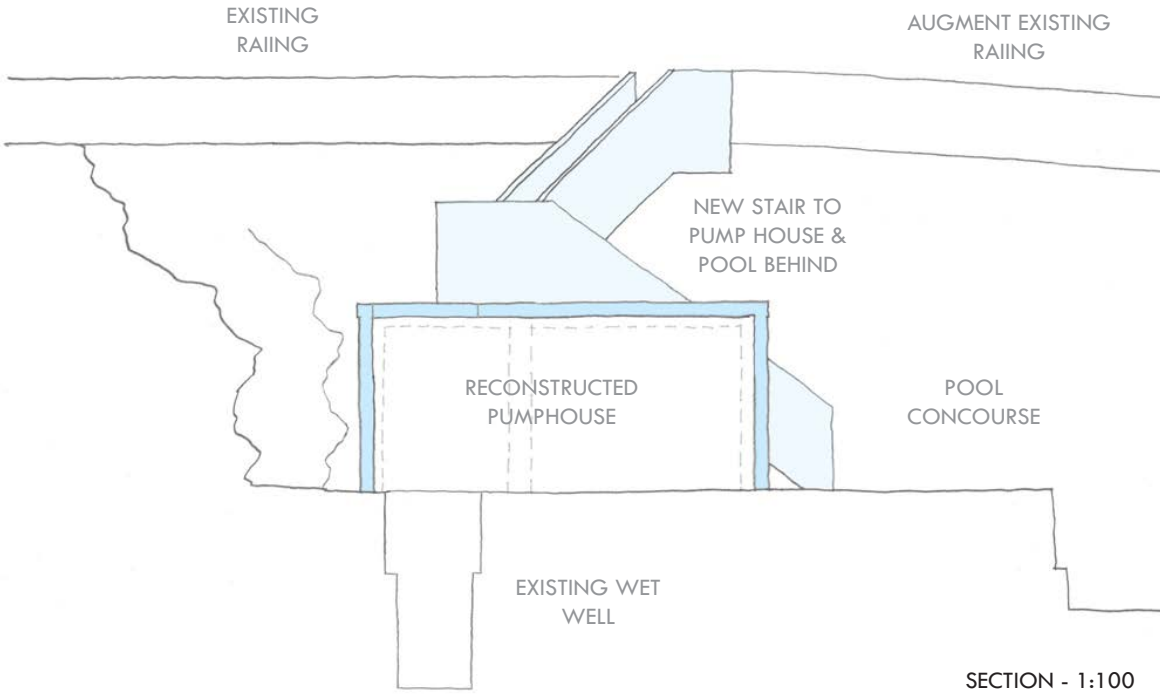 EXISTING
RAIING
AUGMENT EXISTING
RAIING
NEW STAIR TO
PUMP HOUSE &
POOL BEHIND
RECONSTRUCTED
PUMPHOUSE
POOL
CONCOURSE
EXISTING WET
WELL
SECTION - 1:100